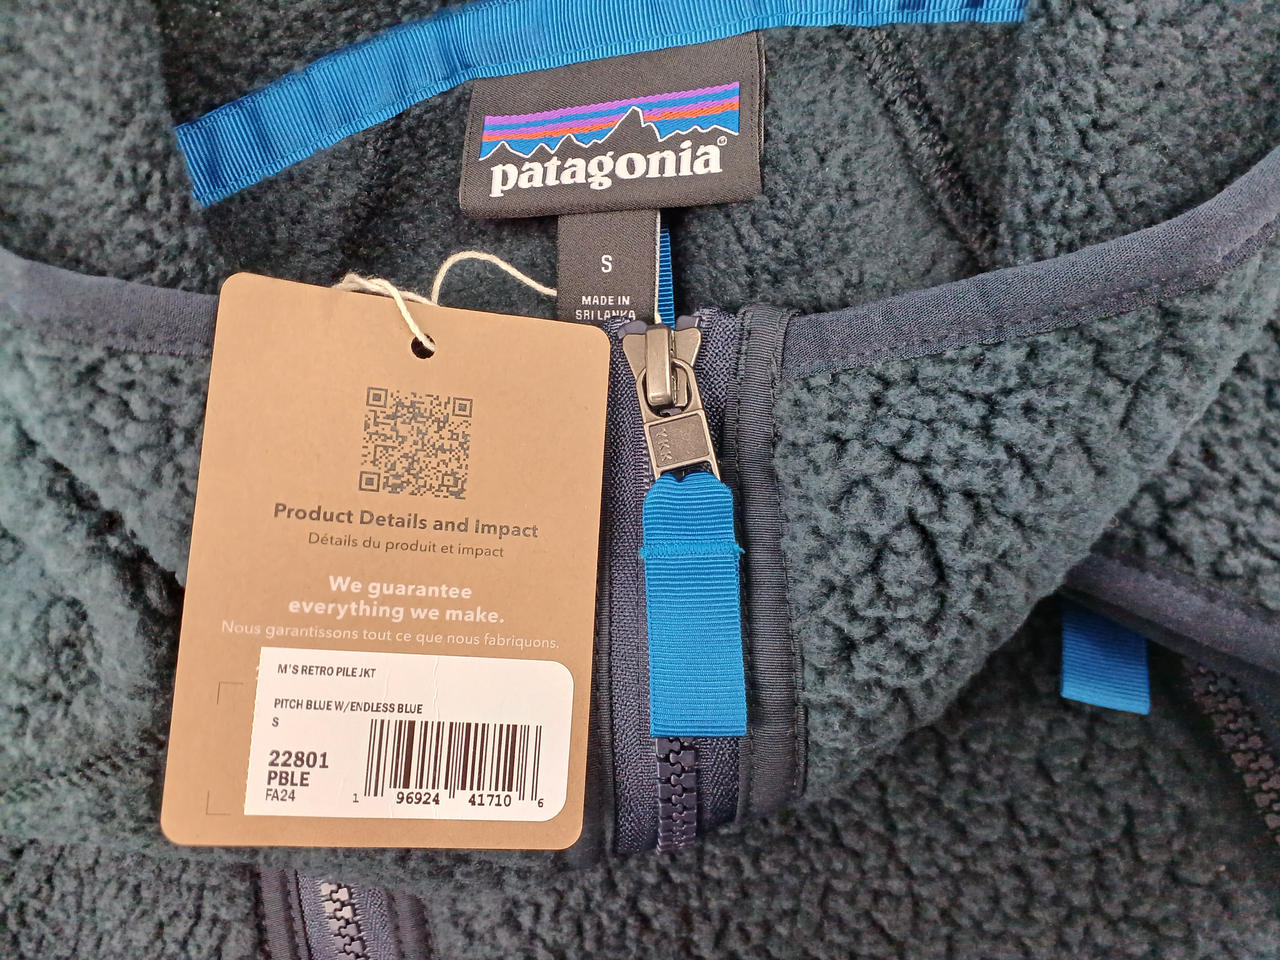 patagonia®
S
MADE IN
SRI LANKA
YKK
Product Details and Impact
Détails du produit et impact
We guarantee
everything we make.
Nous garantissons tout ce que nous fabriquons.
M'S RETRO PILE JKT
PITCH BLUE W/ENDLESS BLUE
S
22801
PBLE
FA24
1 96924 41710 6